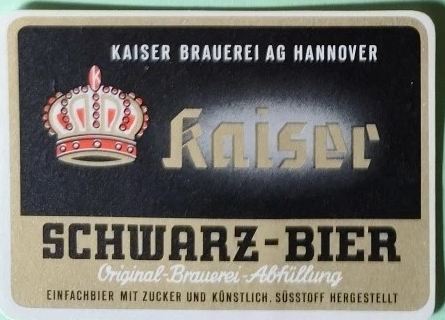 KAISER BRAUEREI AG HANNOVER
Kaiser
SCHWARZ-BIER
Original-Brauerei-Abfüllung
EINFACHBIER MIT ZUCKER UND KÜNSTLICH. SÜSSTOFF HERGESTELLT